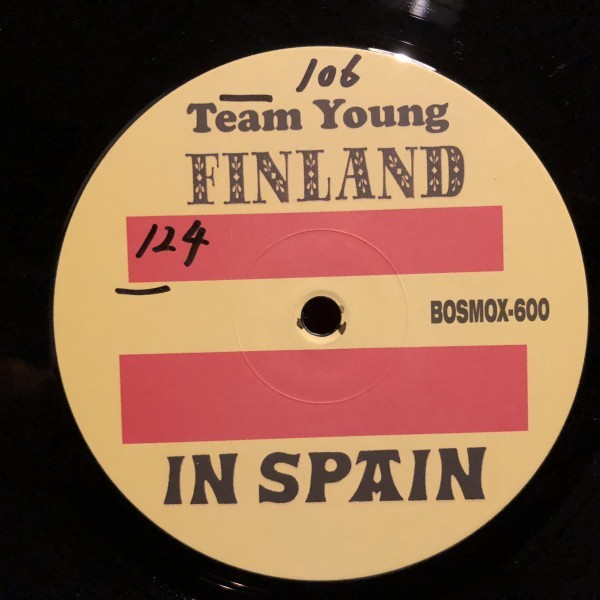 106
Team Young
FINLAND
124
BOSMOX-600
IN SPAIN